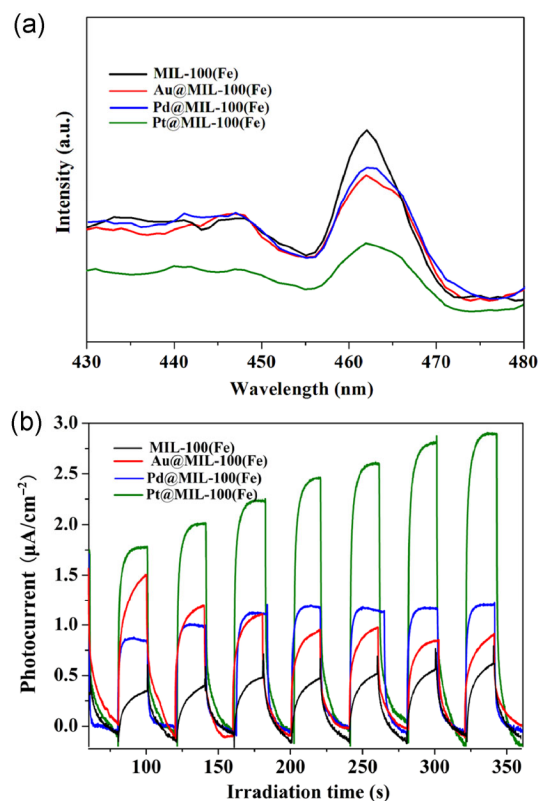 (a)
MIL-100(Fe)
Au@MIL-100(Fe)
Pd@MIL-100(Fe)
Pt@MIL-100(Fe)
Intensity (a.u.)
430 440 450 460 470 480
Wavelength (nm)
(b)
MIL-100(Fe)
Au@MIL-100(Fe)
Pd@MIL-100(Fe)
Pt@MIL-100(Fe)
Photocurrent (μA/cm⁻²)
3.0
2.5
2.0
1.5
1.0
0.5
0.0
100 150 200 250 300 350
Irradiation time (s)